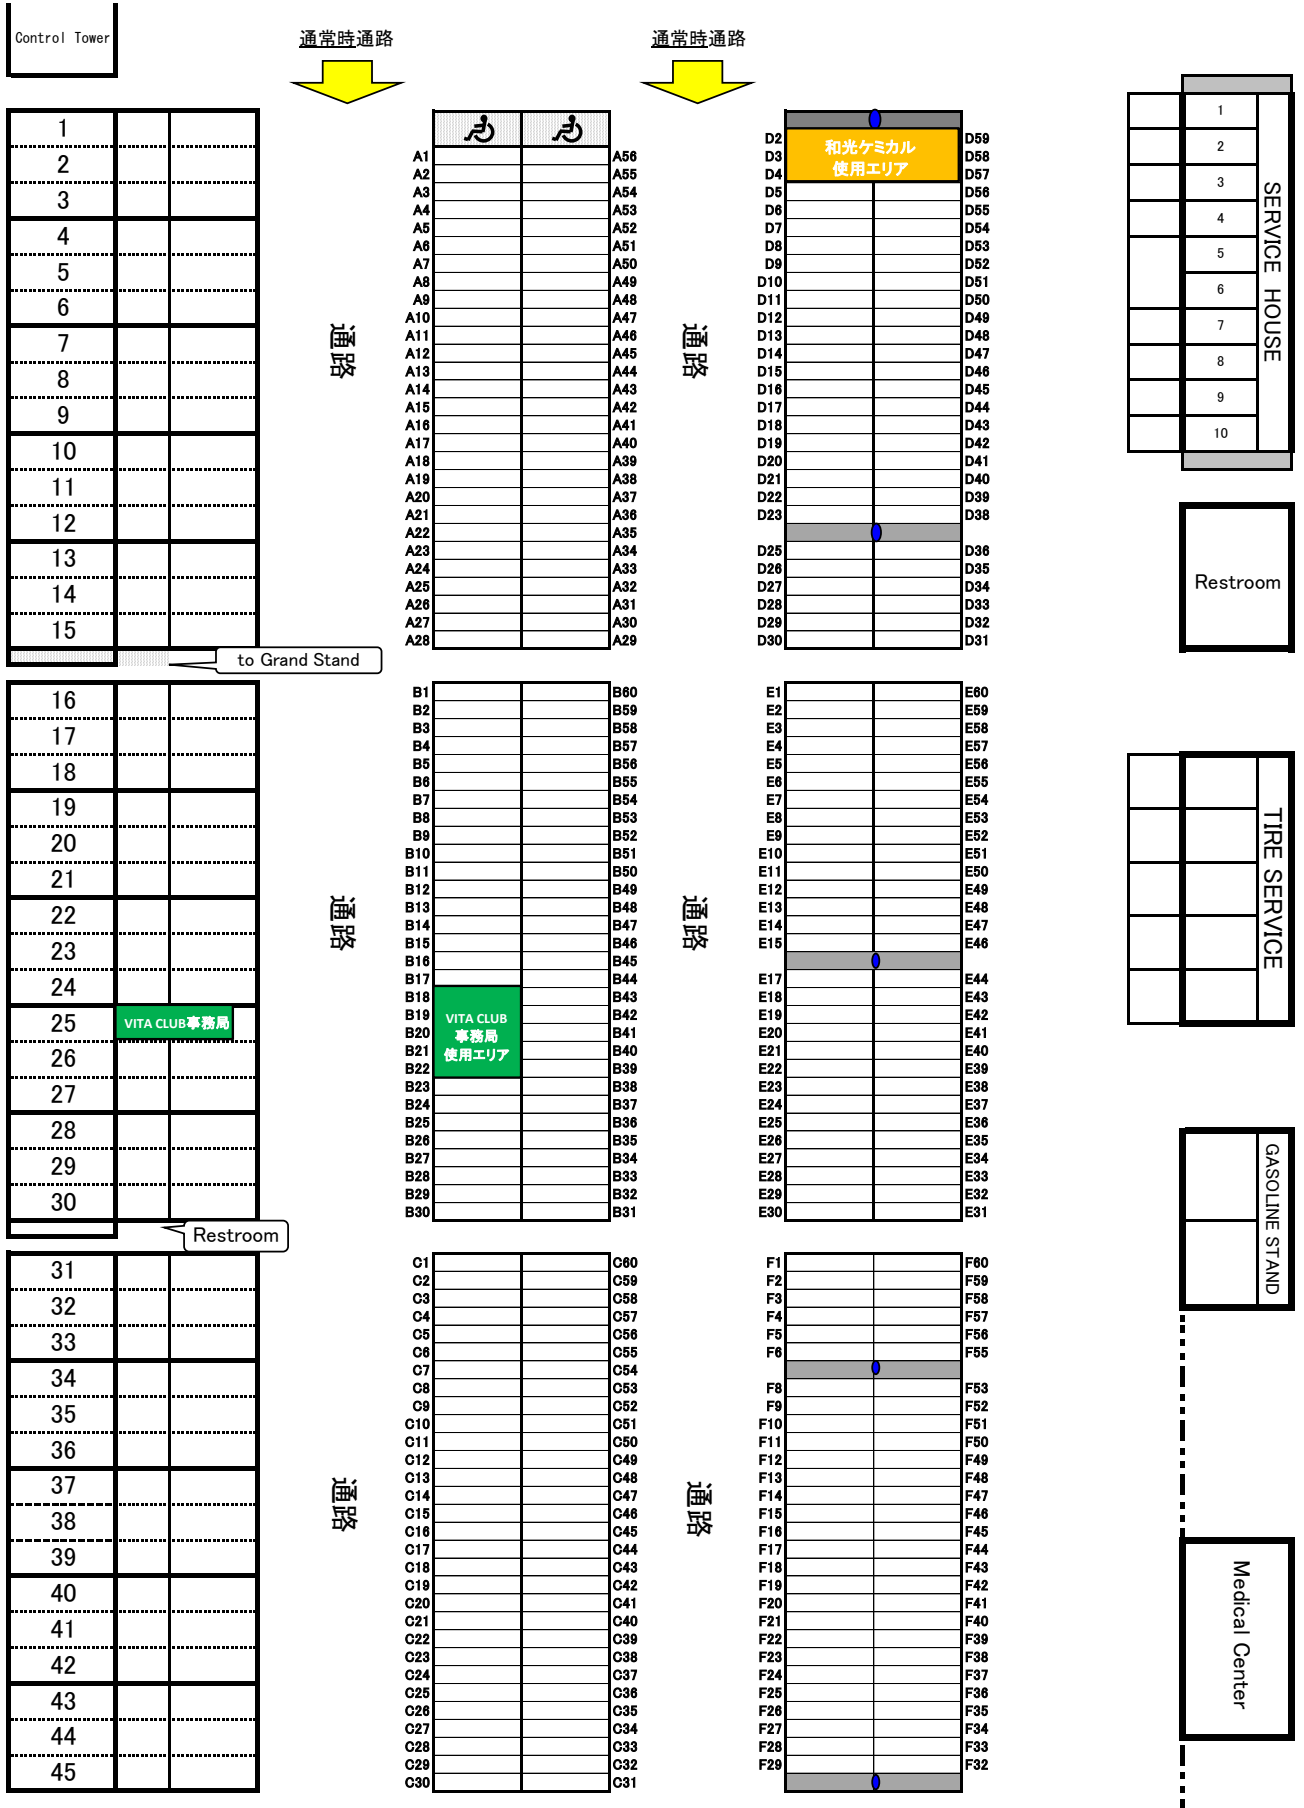 Control Tower
通常時通路
通常時通路
1
2
3
4
5
6
7
8
9
10
11
12
13
14
15
to Grand Stand
16
17
18
19
20
21
22
23
24
25
VITA CLUB事務局
26
27
28
29
30
Restroom
31
32
33
34
35
36
37
38
39
40
41
42
43
44
45
通路
通路
通路
A1 A56
A2 A55
A3 A54
A4 A53
A5 A52
A6 A51
A7 A50
A8 A49
A9 A48
A10 A47
A11 A46
A12 A45
A13 A44
A14 A43
A15 A42
A16 A41
A17 A40
A18 A39
A19 A38
A20 A37
A21 A36
A22 A35
A23 A34
A24 A33
A25 A32
A26 A31
A27 A30
A28 A29
B1 B60
B2 B59
B3 B58
B4 B57
B5 B56
B6 B55
B7 B54
B8 B53
B9 B52
B10 B51
B11 B50
B12 B49
B13 B48
B14 B47
B15 B46
B16 B45
B17 B44
B18 B43
B19 B42
B20 B41
B21 B40
B22 B39
VITA CLUB
事務局
使用エリア
B23 B38
B24 B37
B25 B36
B26 B35
B27 B34
B28 B33
B29 B32
B30 B31
C1 C60
C2 C59
C3 C58
C4 C57
C5 C56
C6 C55
C7 C54
C8 C53
C9 C52
C10 C51
C11 C50
C12 C49
C13 C48
C14 C47
C15 C46
C16 C45
C17 C44
C18 C43
C19 C42
C20 C41
C21 C40
C22 C39
C23 C38
C24 C37
C25 C36
C26 C35
C27 C34
C28 C33
C29 C32
C30 C31
通路
通路
通路
D2 D59
D3 D58
D4 D57
和光ケミカル
使用エリア
D5 D56
D6 D55
D7 D54
D8 D53
D9 D52
D10 D51
D11 D50
D12 D49
D13 D48
D14 D47
D15 D46
D16 D45
D17 D44
D18 D43
D19 D42
D20 D41
D21 D40
D22 D39
D23 D38
D25 D36
D26 D35
D27 D34
D28 D33
D29 D32
D30 D31
E1 E60
E2 E59
E3 E58
E4 E57
E5 E56
E6 E55
E7 E54
E8 E53
E9 E52
E10 E51
E11 E50
E12 E49
E13 E48
E14 E47
E15 E46
E17 E44
E18 E43
E19 E42
E20 E41
E21 E40
E22 E39
E23 E38
E24 E37
E25 E36
E26 E35
E27 E34
E28 E33
E29 E32
E30 E31
F1 F60
F2 F59
F3 F58
F4 F57
F5 F56
F6 F55
F8 F53
F9 F52
F10 F51
F11 F50
F12 F49
F13 F48
F14 F47
F15 F46
F16 F45
F17 F44
F18 F43
F19 F42
F20 F41
F21 F40
F22 F39
F23 F38
F24 F37
F25 F36
F26 F35
F27 F34
F28 F33
F29 F32
1
2
3
4
5
6
7
8
9
10
SERVICE HOUSE
Restroom
TIRE SERVICE
GASOLINE STAND
Medical Center